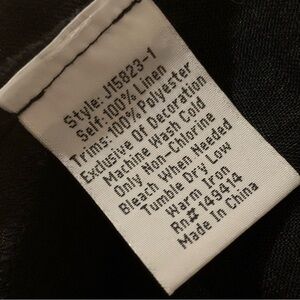 Style: J15823-1
Self: 100% Linen
Trims: 100% Polyester
Exclusive Of Decoration
Machine Wash Cold
Only Non-Chlorine
Bleach When Needed
Tumble Dry Low
Warm Iron
Rn# 149414
Made In China